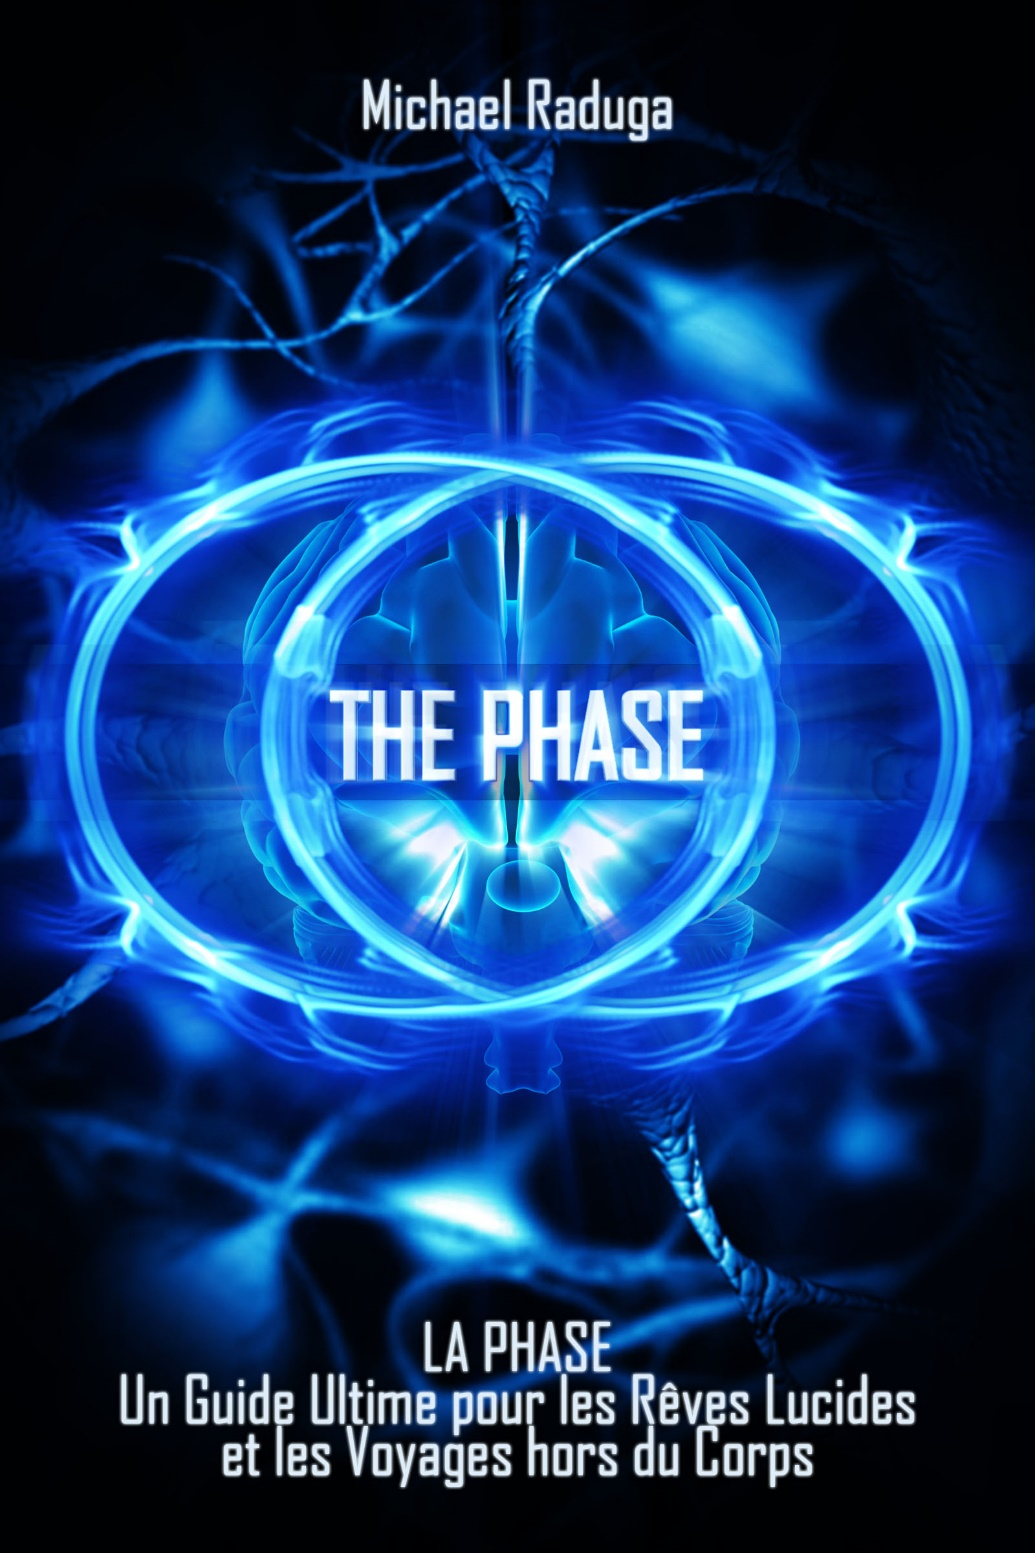 Michael Raduga
THE PHASE
LA PHASE
Un Guide Ultime pour les Rêves Lucides
et les Voyages hors du Corps